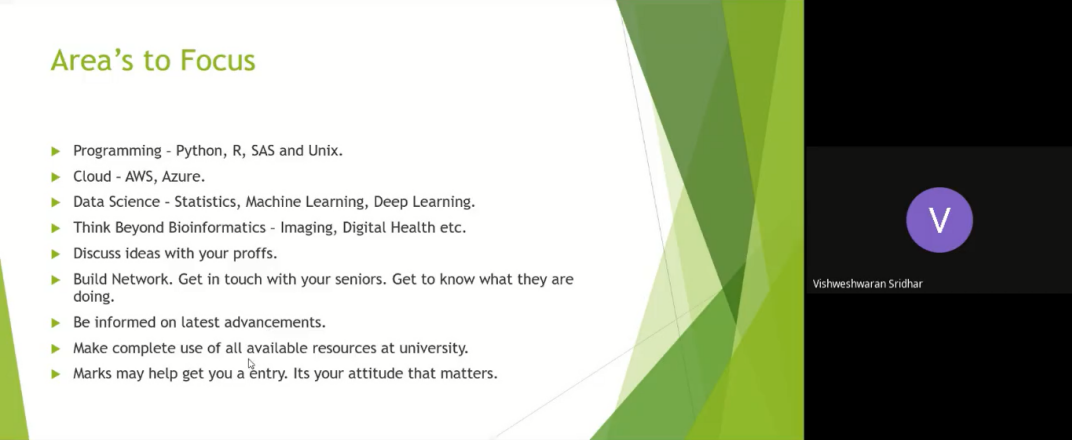 Area's to Focus
Programming - Python, R, SAS and Unix.
Cloud - AWS, Azure.
Data Science - Statistics, Machine Learning, Deep Learning.
Think Beyond Bioinformatics - Imaging, Digital Health etc.
Discuss ideas with your proffs.
Build Network. Get in touch with your seniors. Get to know what they are
doing.
Be informed on latest advancements.
Make complete use of all available resources at university.
Marks may help get you a entry. Its your attitude that matters.
V
Vishweshwaran Sridhar